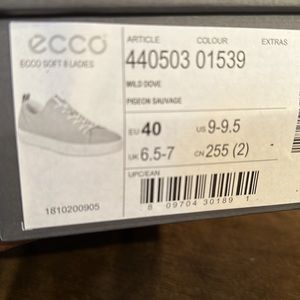 ecco
ECCO SOFT 8 LADIES
ARTICLE COLOUR EXTRAS
440503 01539
WILD DOVE
PIGEON SAUVAGE
EU 40 US 9-9.5
UK 6.5-7 CN 255 (2)
UPC/EAN
8 09704 30189 1
1810200905